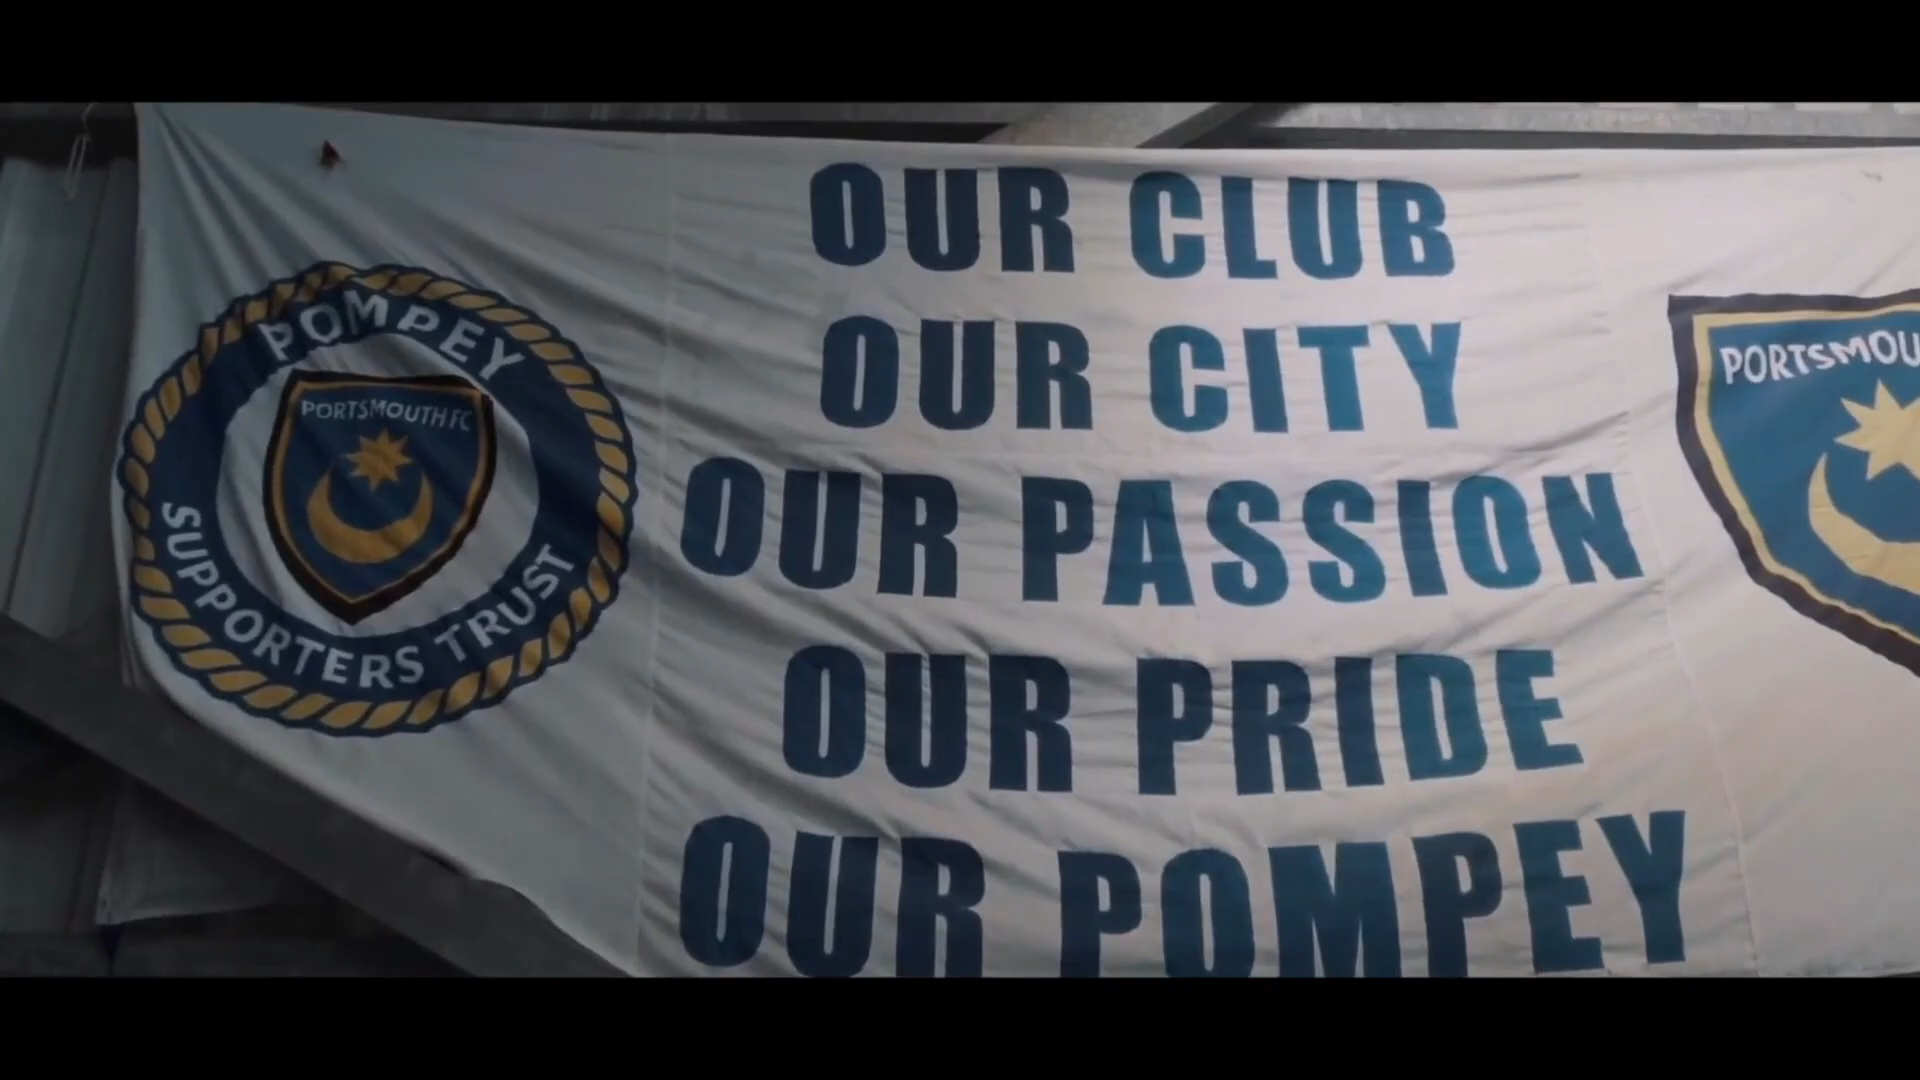 POMPEY
PORTSMOUTH FC
SUPPORTERS TRUST
OUR CLUB
OUR CITY
OUR PASSION
OUR PRIDE
OUR POMPEY
PORTSMOU